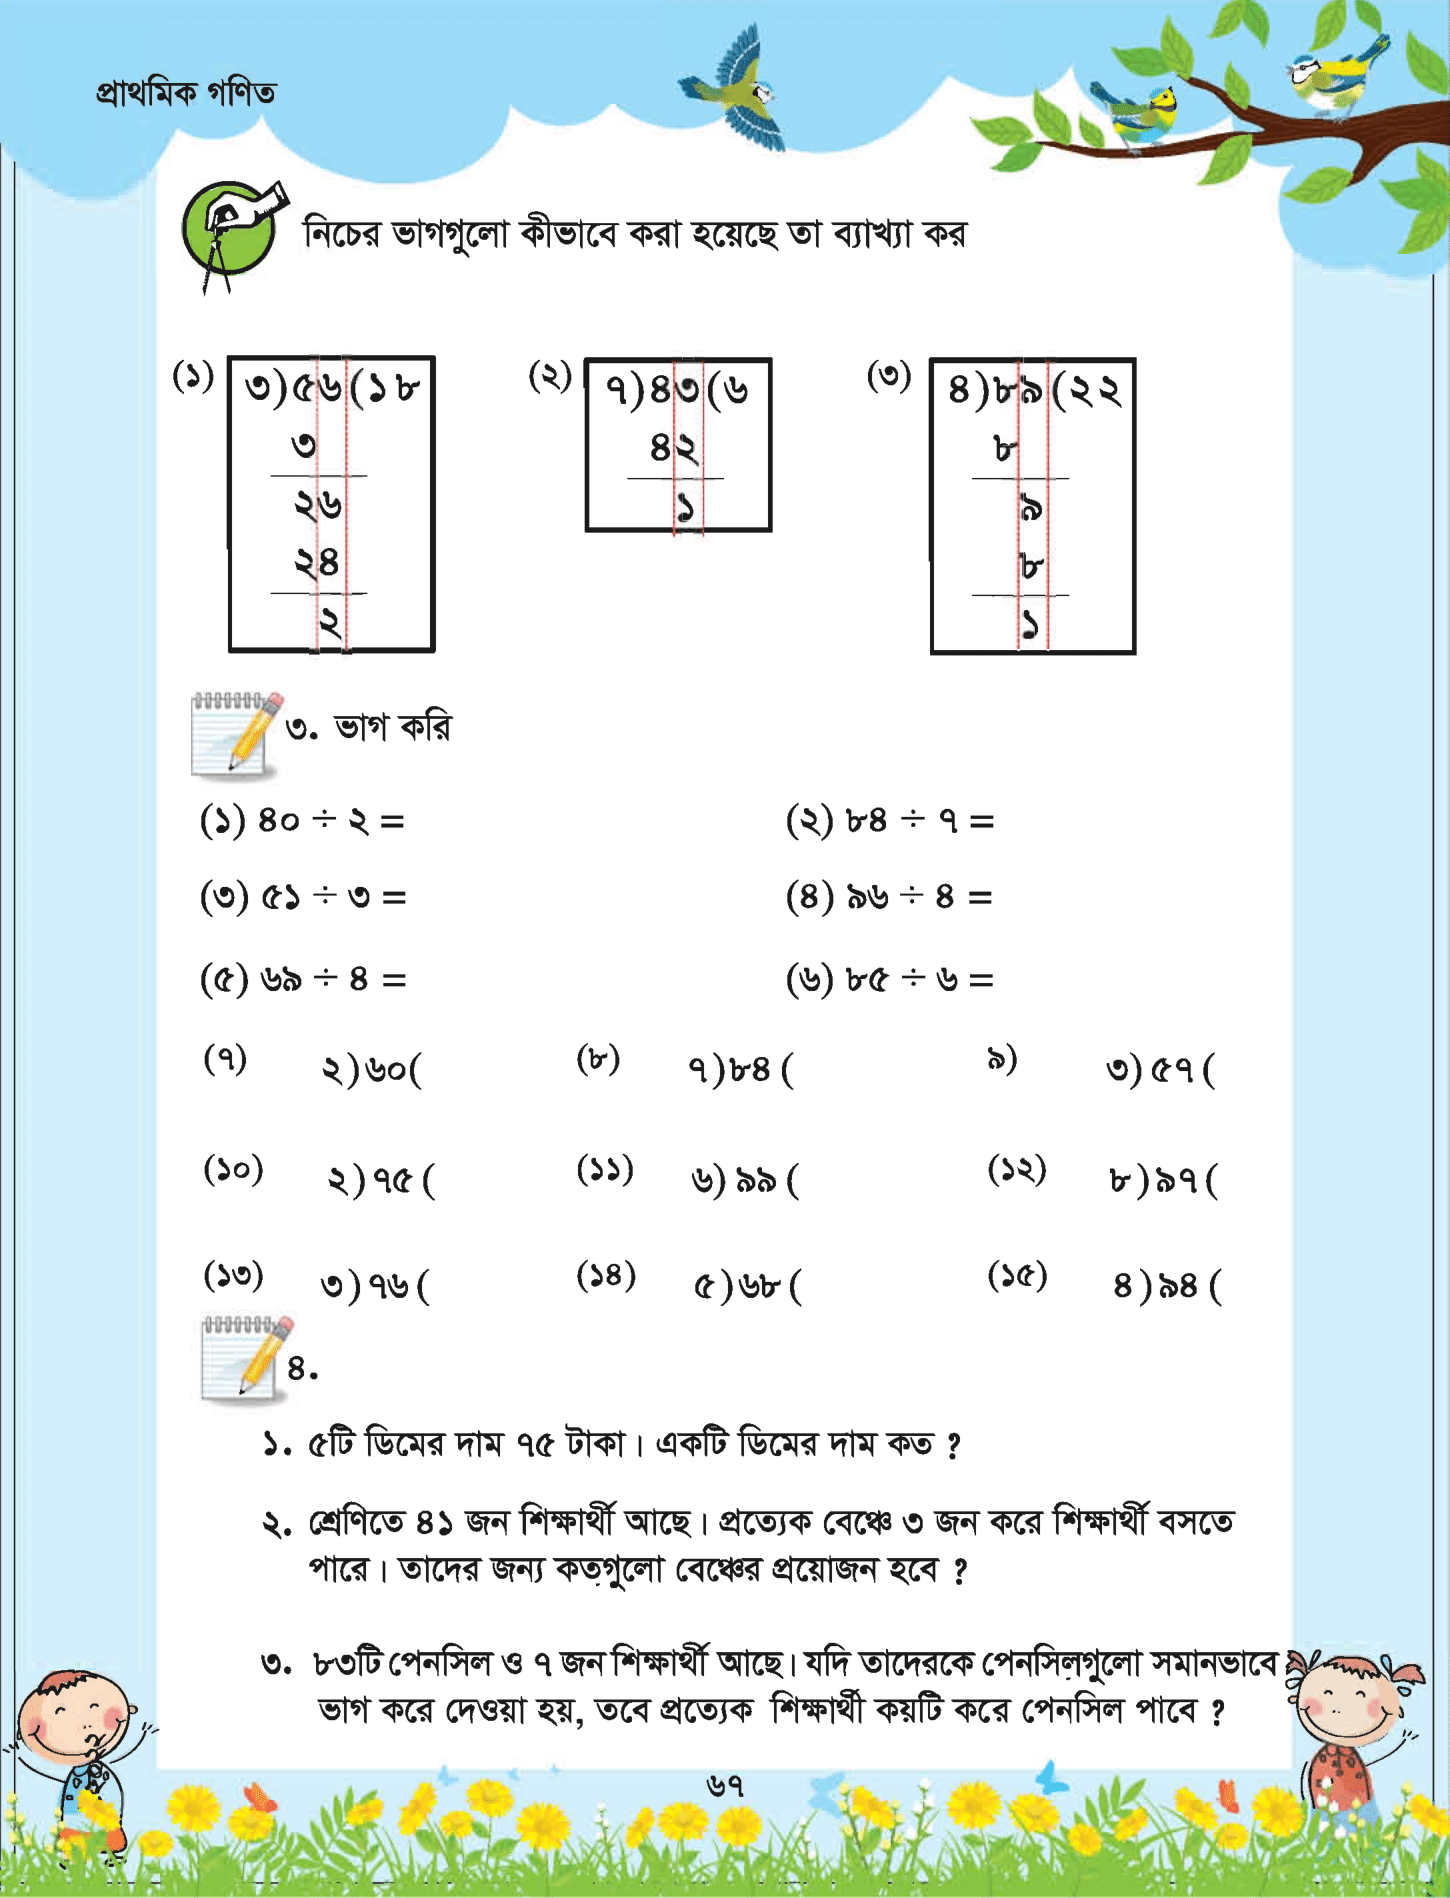 প্রাথমিক গণিত
নিচের ভাগগুলো কীভাবে করা হয়েছে তা ব্যাখ্যা কর
(১) ৩)৫৬(১৮ (২) ৭)৪৩(৬ (৩) ৪)৮৯(২২
৩ ৪২ ৮
২৬ ১ ৯
২৪ ৮
২ ১
৩. ভাগ করি
(১) ৪০ ÷ ২ = (২) ৮৪ ÷ ৭ =
(৩) ৫১ ÷ ৩ = (৪) ৯৬ ÷ ৪ =
(৫) ৬৯ ÷ ৪ = (৬) ৮৫ ÷ ৬ =
(৭) ২)৬০( (৮) ৭)৮৪( ৯) ৩)৫৭(
(১০) ২)৭৫( (১১) ৬)৯৯( (১২) ৮)৯৭(
(১৩) ৩)৭৬( (১৪) ৫)৬৮( (১৫) ৪)৯৪(
৪.
১. ৫টি ডিমের দাম ৭৫ টাকা। একটি ডিমের দাম কত ?
২. শ্রেণিতে ৪১ জন শিক্ষার্থী আছে। প্রত্যেক বেঞ্চে ৩ জন করে শিক্ষার্থী বসতে
পারে। তাদের জন্য কতগুলো বেঞ্চের প্রয়োজন হবে ?
৩. ৮৩টি পেনসিল ও ৭ জন শিক্ষার্থী আছে। যদি তাদেরকে পেনসিলগুলো সমানভাবে
ভাগ করে দেওয়া হয়, তবে প্রত্যেক শিক্ষার্থী কয়টি করে পেনসিল পাবে ?
৬৭